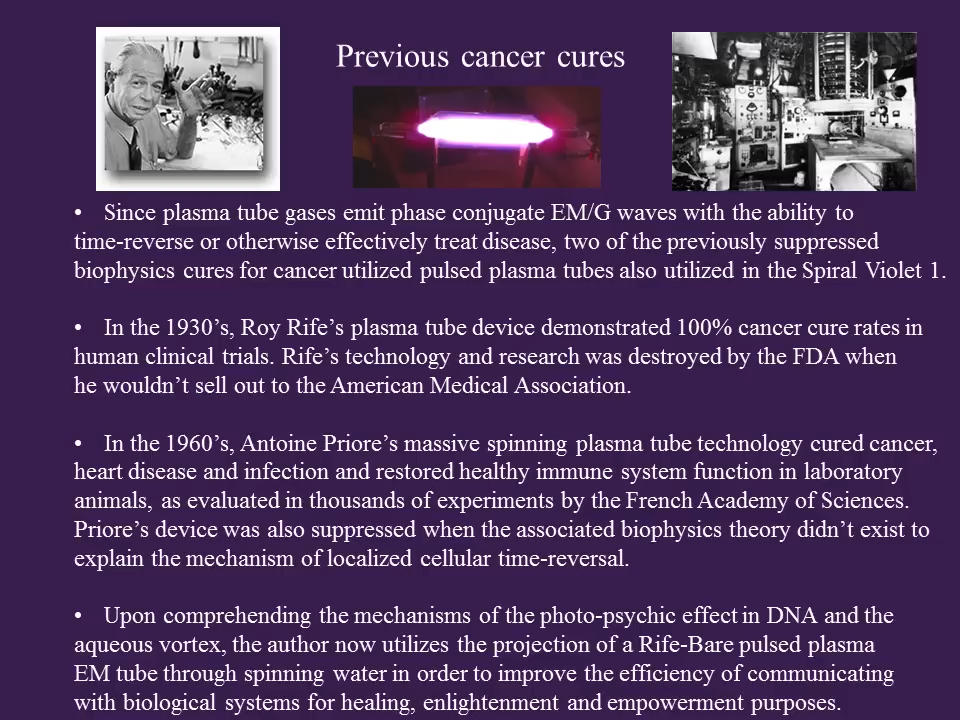 Previous cancer cures
• Since plasma tube gases emit phase conjugate EM/G waves with the ability to
time-reverse or otherwise effectively treat disease, two of the previously suppressed
biophysics cures for cancer utilized pulsed plasma tubes also utilized in the Spiral Violet 1.
• In the 1930’s, Roy Rife’s plasma tube device demonstrated 100% cancer cure rates in
human clinical trials. Rife’s technology and research was destroyed by the FDA when
he wouldn’t sell out to the American Medical Association.
• In the 1960’s, Antoine Priore’s massive spinning plasma tube technology cured cancer,
heart disease and infection and restored healthy immune system function in laboratory
animals, as evaluated in thousands of experiments by the French Academy of Sciences.
Priore’s device was also suppressed when the associated biophysics theory didn’t exist to
explain the mechanism of localized cellular time-reversal.
• Upon comprehending the mechanisms of the photo-psychic effect in DNA and the
aqueous vortex, the author now utilizes the projection of a Rife-Bare pulsed plasma
EM tube through spinning water in order to improve the efficiency of communicating
with biological systems for healing, enlightenment and empowerment purposes.